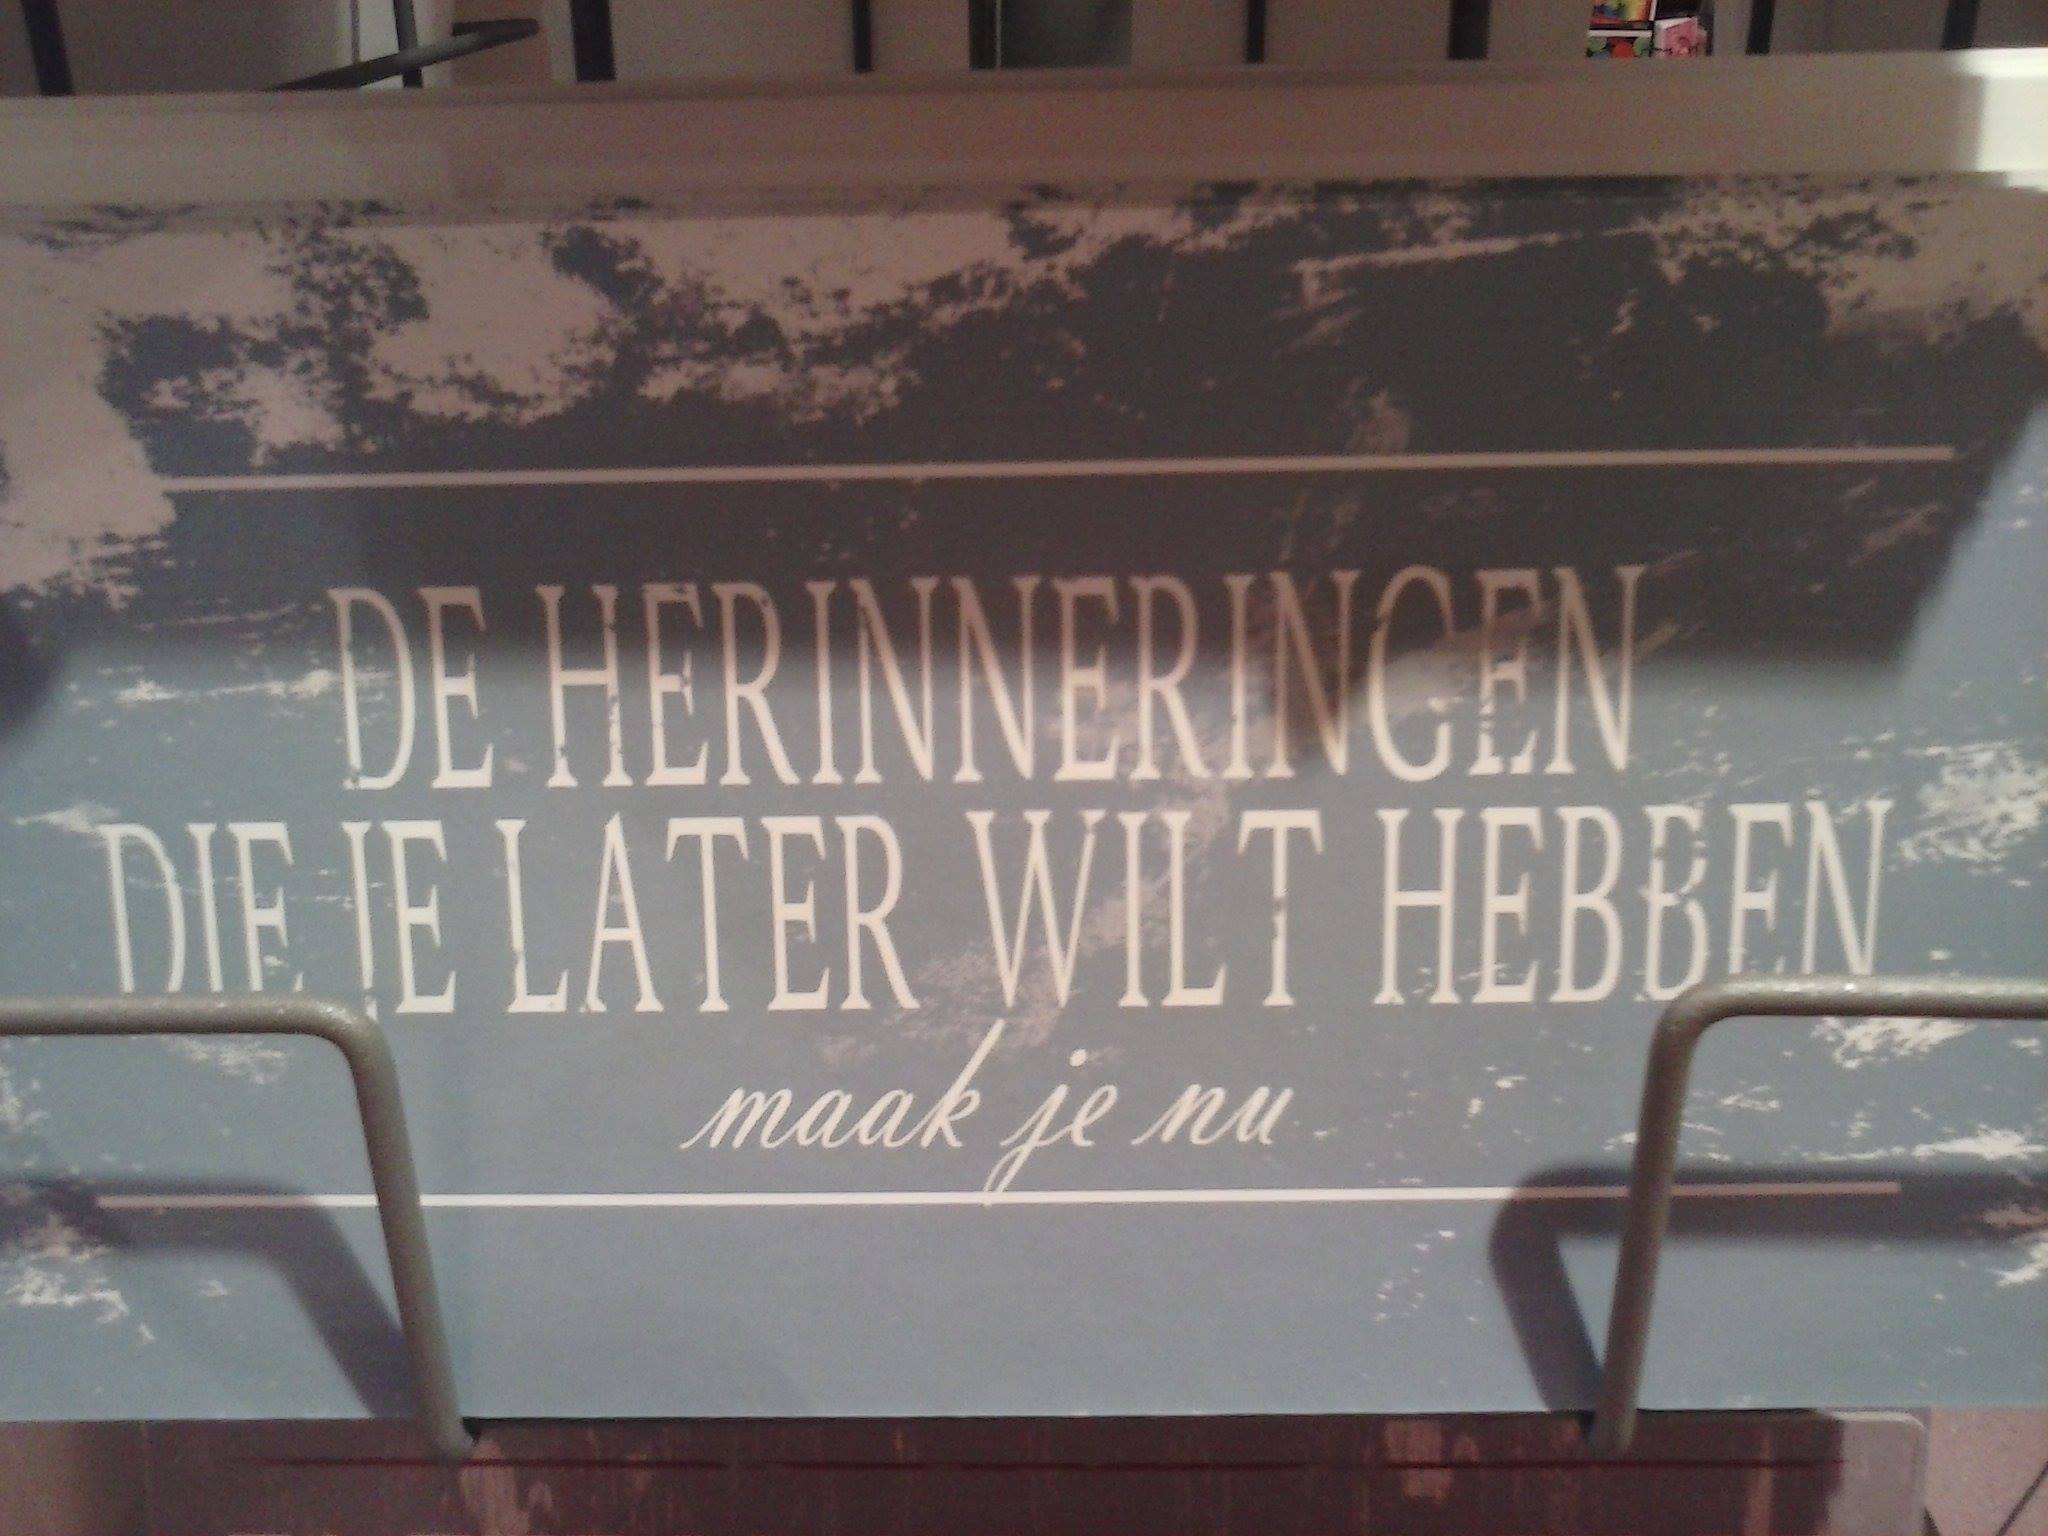 DE HERINNERINGEN
DIE JE LATER WILT HEBBEN
maak je nu